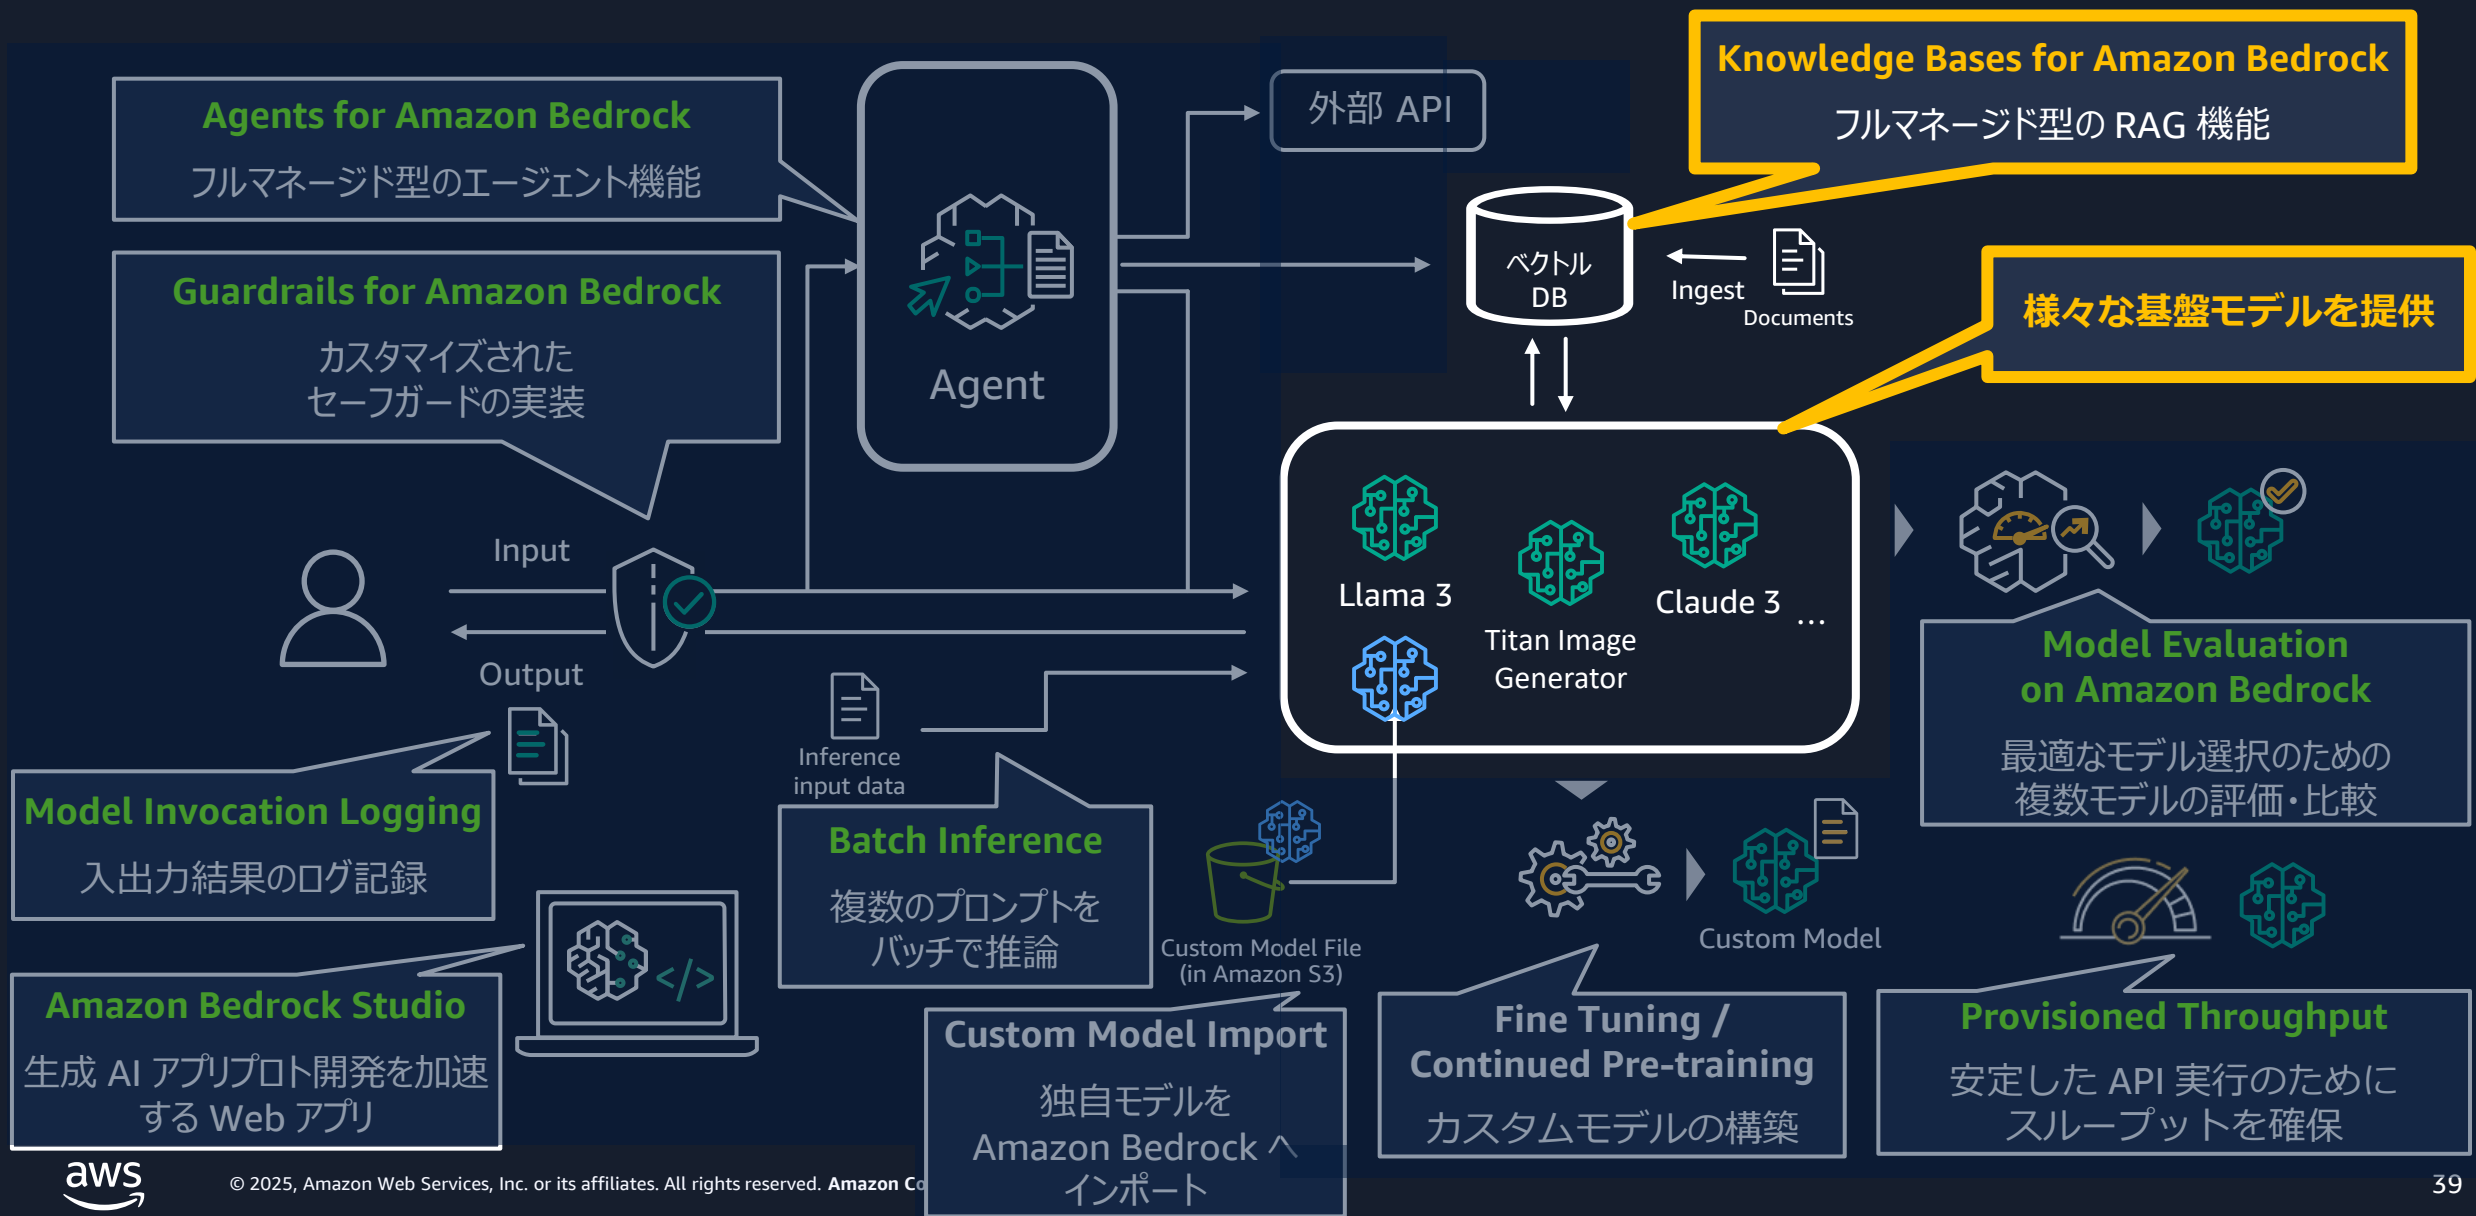 Knowledge Bases for Amazon Bedrock
フルマネージド型の RAG 機能
Agents for Amazon Bedrock
フルマネージド型のエージェント機能
外部 API
Guardrails for Amazon Bedrock
カスタマイズされた
セーフガードの実装
Agent
ベクトル
DB
Ingest
Documents
様々な基盤モデルを提供
Input
Output
Llama 3
Titan Image
Generator
Claude 3
...
Model Evaluation
on Amazon Bedrock
最適なモデル選択のための
複数モデルの評価・比較
Inference
input data
Model Invocation Logging
入出力結果のログ記録
Batch Inference
複数のプロンプトを
バッチで推論
Custom Model File
(in Amazon S3)
Custom Model
Amazon Bedrock Studio
生成 AI アプリプロト開発を加速
する Web アプリ
</>
Custom Model Import
独自モデルを
Amazon Bedrock へ
インポート
Fine Tuning /
Continued Pre-training
カスタムモデルの構築
Provisioned Throughput
安定した API 実行のために
スループットを確保
aws
© 2025, Amazon Web Services, Inc. or its affiliates. All rights reserved. Amazon Co
39